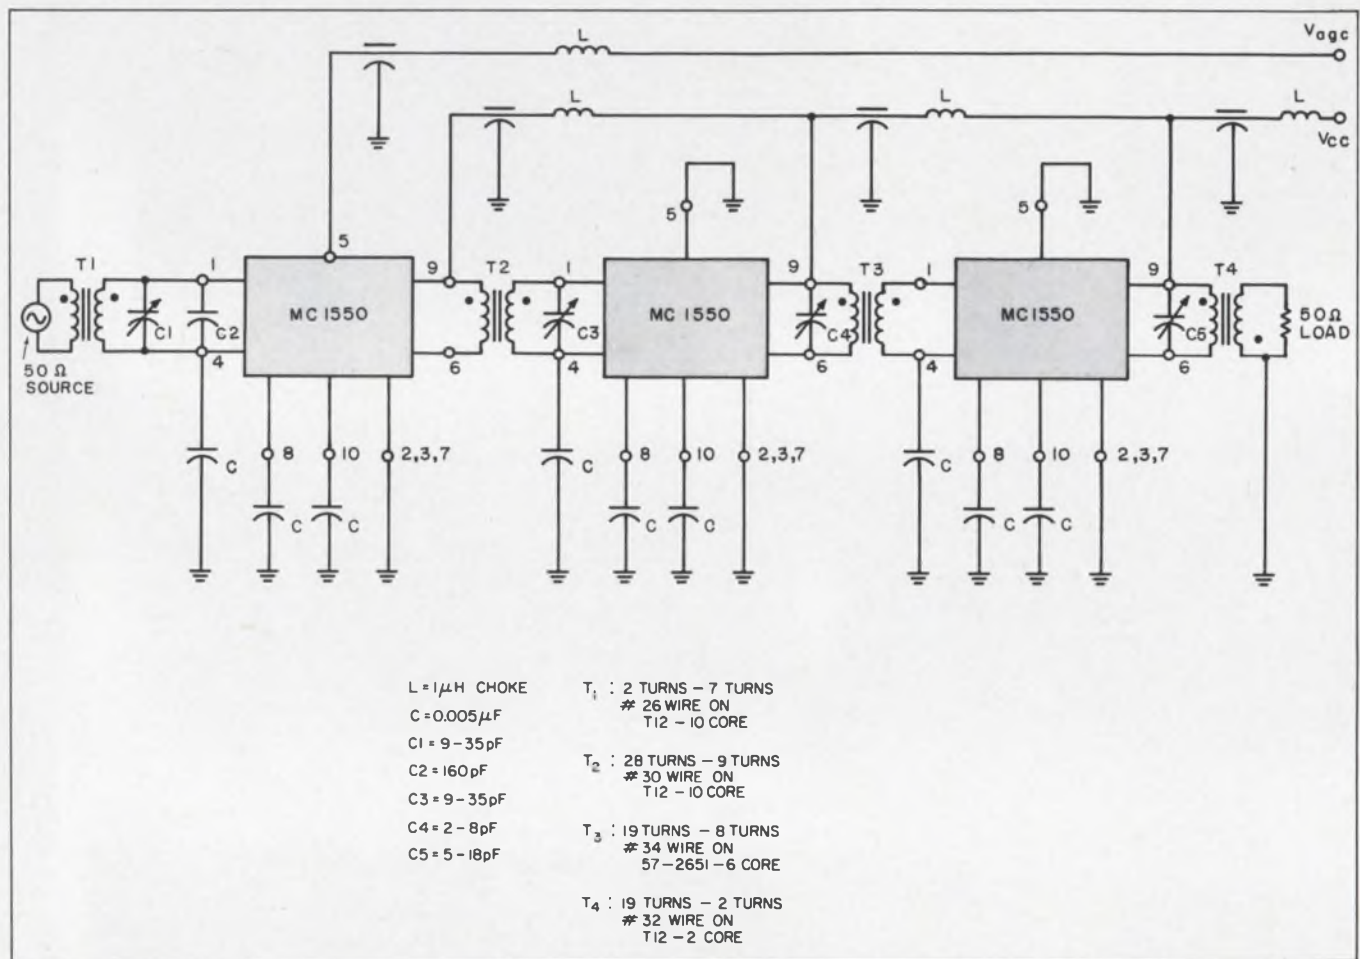 L
Vagc
L
L
L
Vcc
5
5
5
T1
1
9
T2
1
9
T3
1
9
T4
MC 1550
MC 1550
MC1550
C1
C2
C3
C4
C5
50Ω
LOAD
4
6
4
6
4
6
50 Ω
SOURCE
C
8
10
2,3,7
C
8
10
2,3,7
C
8
10
2,3,7
C
C
C
C
C
C
L = 1μH CHOKE
C = 0.005μF
C1 = 9-35pF
C2 = 160pF
C3 = 9-35pF
C4 = 2-8pF
C5 = 5-18pF
T1 : 2 TURNS – 7 TURNS
# 26 WIRE ON
T12 – 10 CORE
T2 : 28 TURNS – 9 TURNS
# 30 WIRE ON
T12 – 10 CORE
T3 : 19 TURNS – 8 TURNS
# 34 WIRE ON
57-2651-6 CORE
T4 : 19 TURNS – 2 TURNS
# 32 WIRE ON
T12 – 2 CORE